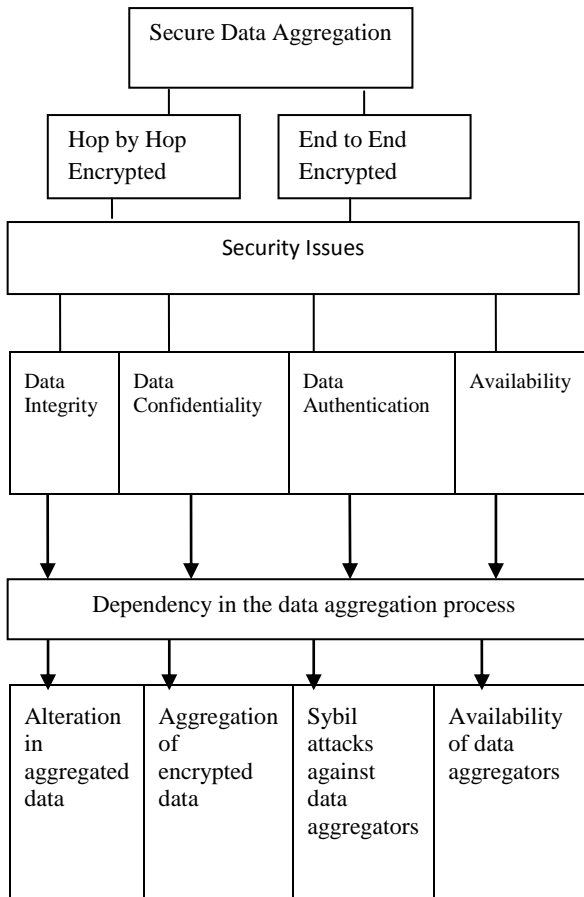 Secure Data Aggregation
Hop by Hop
Encrypted
End to End
Encrypted
Security Issues
Data
Integrity
Data
Confidentiality
Data
Authentication
Availability
Dependency in the data aggregation process
Alteration
in
aggregated
data
Aggregation
of
encrypted
data
Sybil
attacks
against
data
aggregators
Availability
of data
aggregators